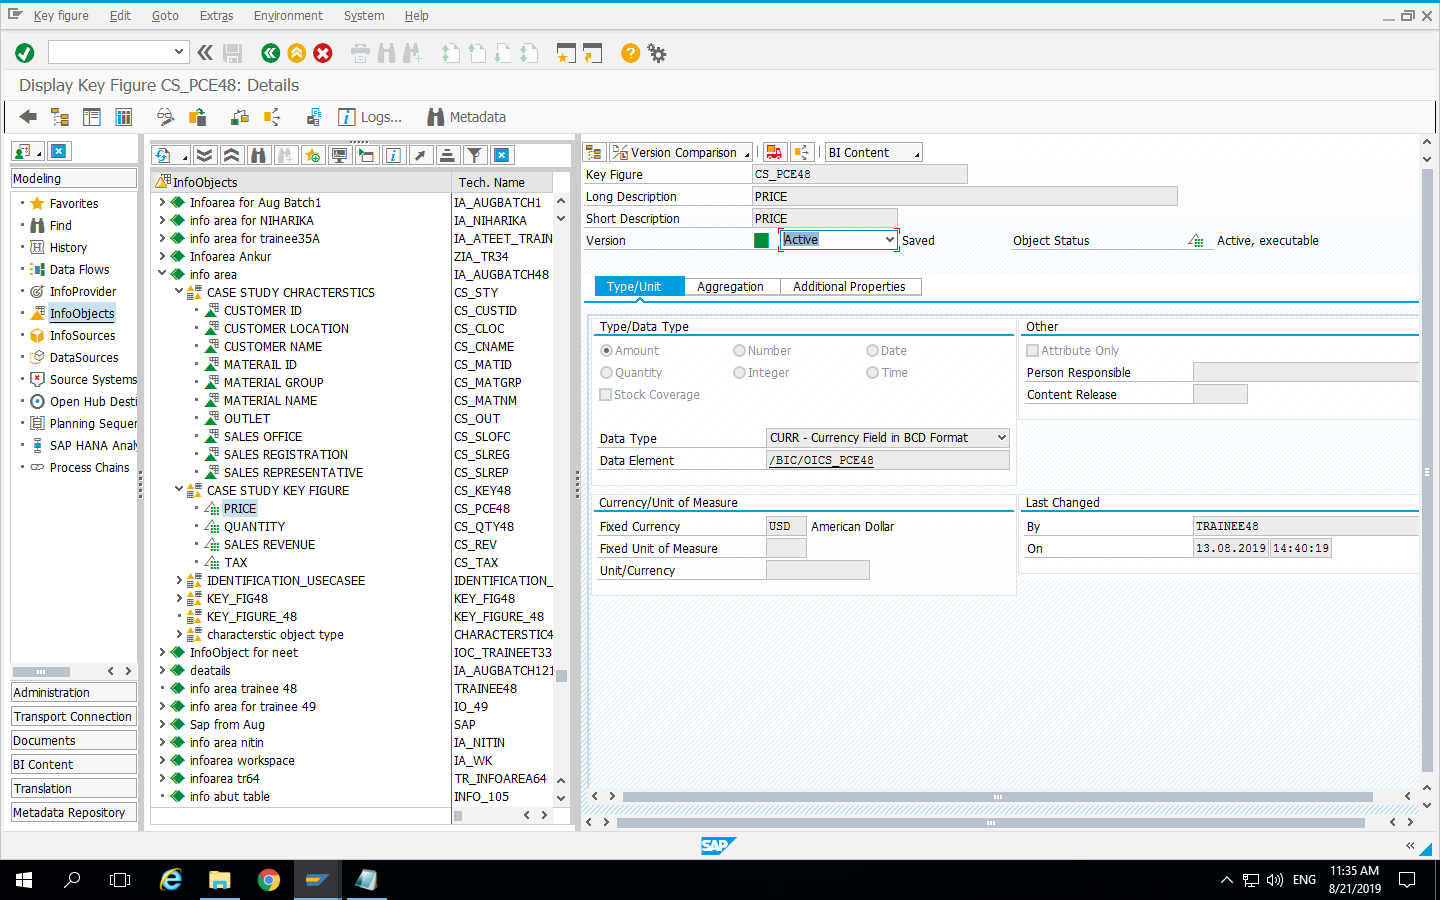 Key figure Edit Goto Extras Environment System Help
Display Key Figure CS_PCE48: Details
Logs... Metadata
Modeling
Favorites
Find
History
Data Flows
InfoProvider
InfoObjects
InfoSources
DataSources
Source Systems
Open Hub Desti
Planning Sequer
SAP HANA Anal
Process Chains
Administration
Transport Connection
Documents
BI Content
Translation
Metadata Repository
InfoObjects Tech. Name
Infoarea for Aug Batch1 IA_AUGBATCH1
info area for NIHARIKA IA_NIHARIKA
info area for trainee35A IA_ATEET_TRAIN
Infoarea Ankur ZIA_TR34
info area IA_AUGBATCH48
CASE STUDY CHRACTERSTICS CS_STY
CUSTOMER ID CS_CUSTID
CUSTOMER LOCATION CS_CLOC
CUSTOMER NAME CS_CNAME
MATERAIL ID CS_MATID
MATERIAL GROUP CS_MATGRP
MATERIAL NAME CS_MATNM
OUTLET CS_OUT
SALES OFFICE CS_SLOFC
SALES REGISTRATION CS_SLREG
SALES REPRESENTATIVE CS_SLREP
CASE STUDY KEY FIGURE CS_KEY48
PRICE CS_PCE48
QUANTITY CS_QTY48
SALES REVENUE CS_REV
TAX CS_TAX
IDENTIFICATION_USECASEE IDENTIFICATION_
KEY_FIG48 KEY_FIG48
KEY_FIGURE_48 KEY_FIGURE_48
characterstic object type CHARACTERSTIC4
InfoObject for neet IOC_TRAINEET33
deatails IA_AUGBATCH121
info area trainee 48 TRAINEE48
info area for trainee 49 IO_49
Sap from Aug SAP
info area nitin IA_NITIN
infoarea workspace IA_WK
infoarea tr64 TR_INFOAREA64
info abut table INFO_105
Version Comparison BI Content
Key Figure CS_PCE48
Long Description PRICE
Short Description PRICE
Version Active Saved Object Status Active, executable
Type/Unit Aggregation Additional Properties
Type/Data Type
Amount Number Date
Quantity Integer Time
Stock Coverage
Data Type CURR - Currency Field in BCD Format
Data Element /BIC/OICS_PCE48
Other
Attribute Only
Person Responsible
Content Release
Currency/Unit of Measure
Fixed Currency USD American Dollar
Fixed Unit of Measure
Unit/Currency
Last Changed
By TRAINEE48
On 13.08.2019 14:40:19
SAP
ENG
11:35 AM
8/21/2019